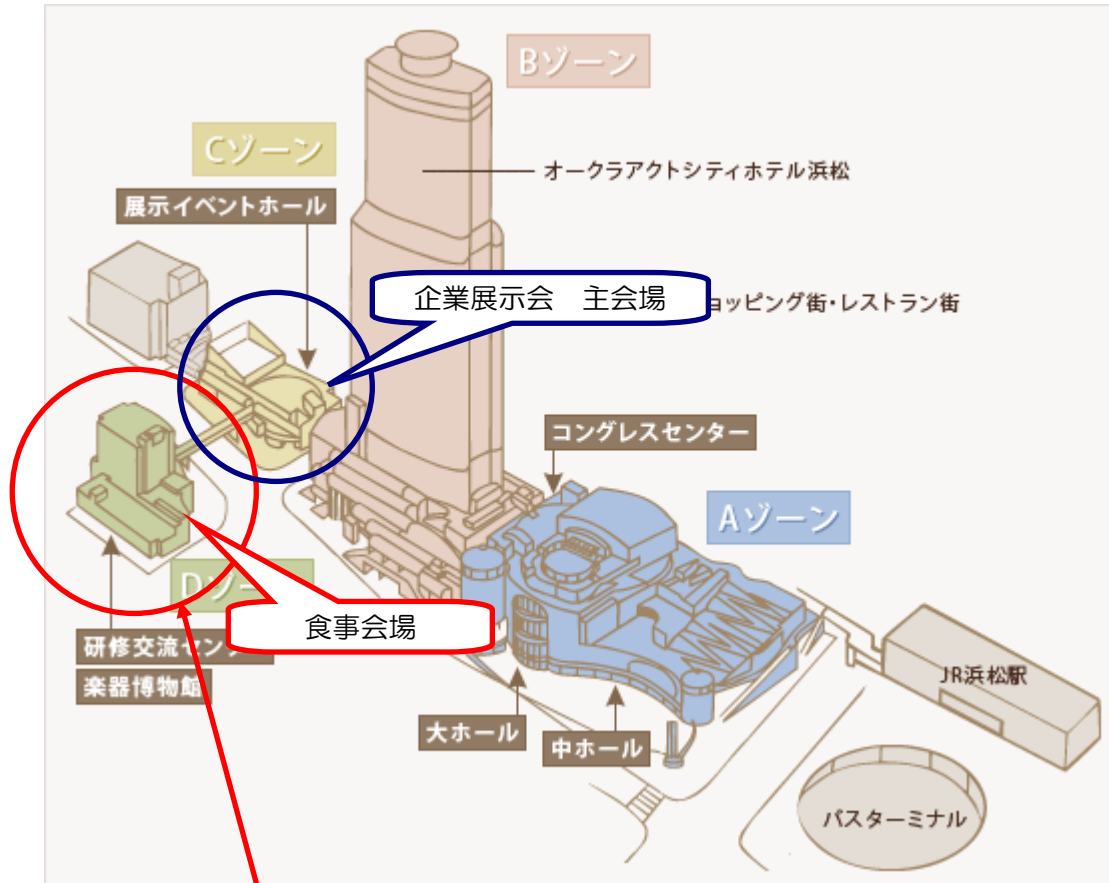 Bゾーン
Cゾーン
オークラアクトシティホテル浜松
展示イベントホール
企業展示会　主会場
ョッピング街・レストラン街
コングレスセンター
Aゾーン
Dゾー
食事会場
研修交流セン
楽器博物館
JR浜松駅
大ホール
中ホール
バスターミナル